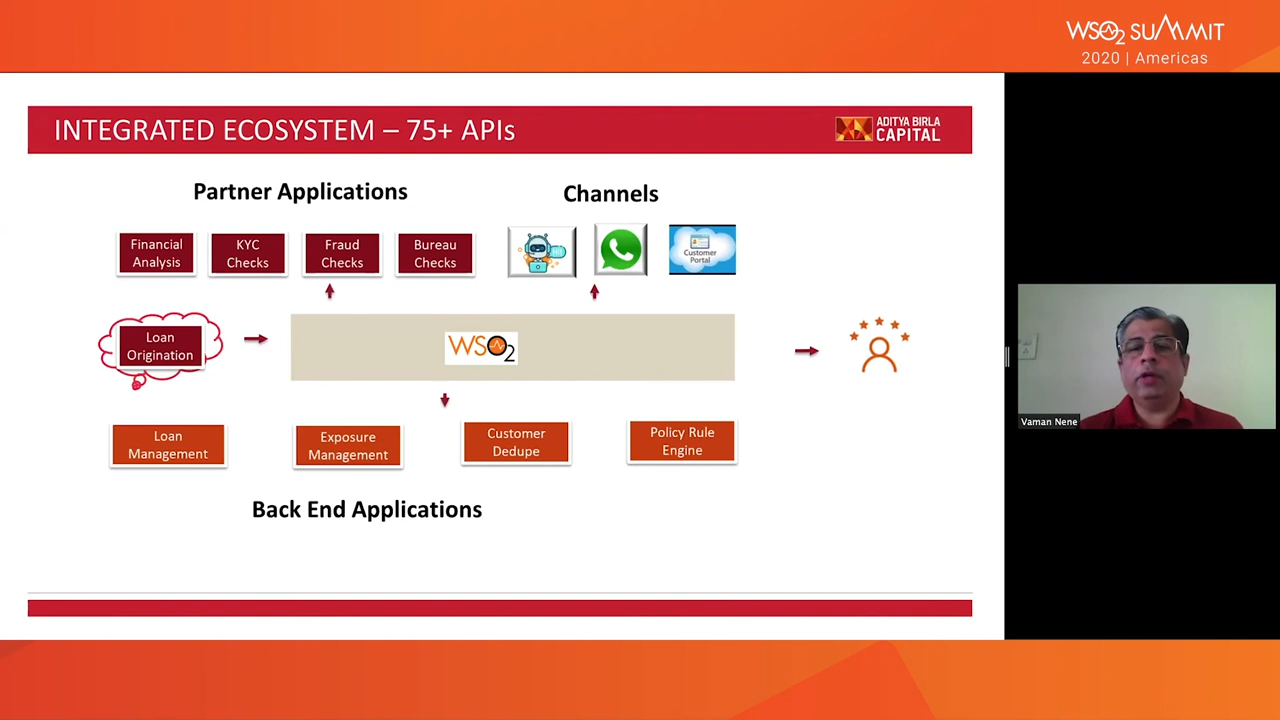 WSO2 SUMMIT
2020 | Americas
INTEGRATED ECOSYSTEM – 75+ APIs
ADITYA BIRLA
CAPITAL
Partner Applications
Channels
Financial
Analysis
KYC
Checks
Fraud
Checks
Bureau
Checks
Customer
Portal
Loan
Origination
WSO2
Loan
Management
Exposure
Management
Customer
Dedupe
Policy Rule
Engine
Back End Applications
Vaman Nene